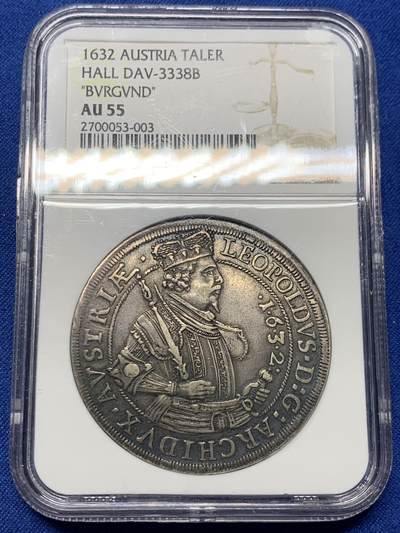 1632 AUSTRIA TALER
HALL DAV-3338B
"BVRGVND"
AU 55
2700053-003
LEOPOLDVS·D:G:ARCHIDVX·AVSTRIÆ·
·1632·